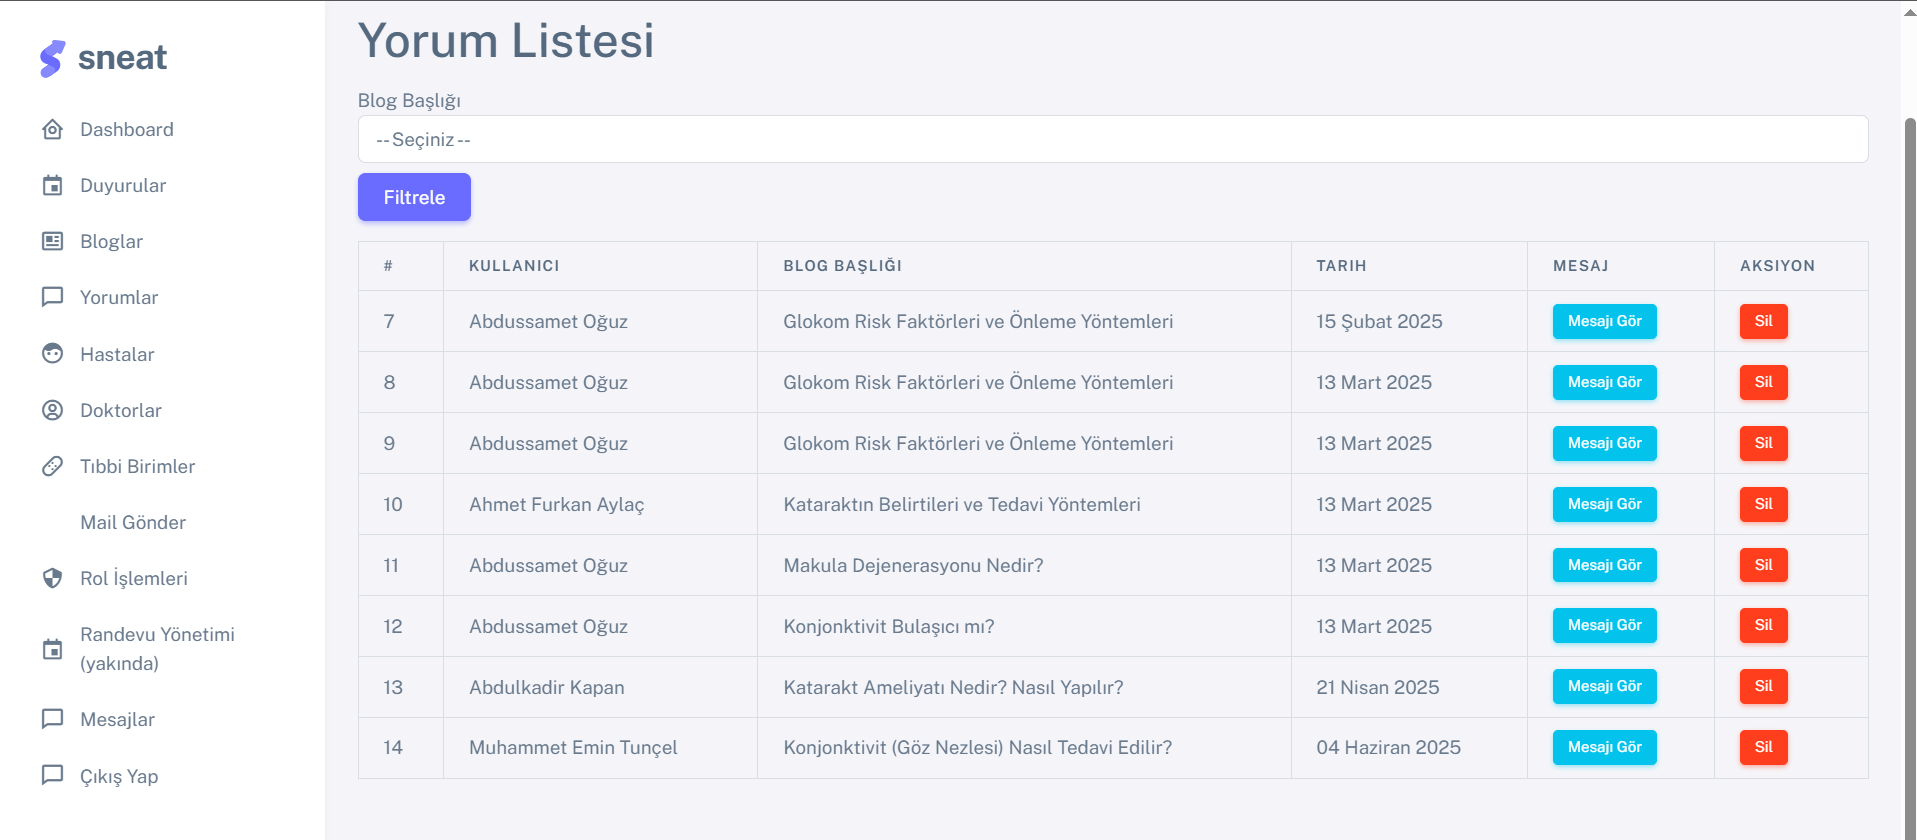 sneat
Dashboard
Duyurular
Bloglar
Yorumlar
Hastalar
Doktorlar
Tıbbi Birimler
Mail Gönder
Rol İşlemleri
Randevu Yönetimi
(yakında)
Mesajlar
Çıkış Yap
Yorum Listesi
Blog Başlığı
-- Seçiniz --
Filtrele
# KULLANICI BLOG BAŞLIĞI TARIH MESAJ AKSIYON
7 Abdussamet Oğuz Glokom Risk Faktörleri ve Önleme Yöntemleri 15 Şubat 2025 Mesajı Gör Sil
8 Abdussamet Oğuz Glokom Risk Faktörleri ve Önleme Yöntemleri 13 Mart 2025 Mesajı Gör Sil
9 Abdussamet Oğuz Glokom Risk Faktörleri ve Önleme Yöntemleri 13 Mart 2025 Mesajı Gör Sil
10 Ahmet Furkan Aylaç Kataraktın Belirtileri ve Tedavi Yöntemleri 13 Mart 2025 Mesajı Gör Sil
11 Abdussamet Oğuz Makula Dejenerasyonu Nedir? 13 Mart 2025 Mesajı Gör Sil
12 Abdussamet Oğuz Konjonktivit Bulaşıcı mı? 13 Mart 2025 Mesajı Gör Sil
13 Abdulkadir Kapan Katarakt Ameliyatı Nedir? Nasıl Yapılır? 21 Nisan 2025 Mesajı Gör Sil
14 Muhammet Emin Tunçel Konjonktivit (Göz Nezlesi) Nasıl Tedavi Edilir? 04 Haziran 2025 Mesajı Gör Sil